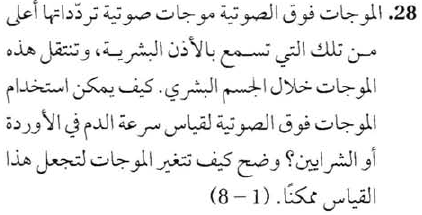 28. الموجات فوق الصوتية موجات صوتية تردّداتها أعلى
من تلك التي تسمع بالأذن البشرية، وتنتقل هذه
الموجات خلال الجسم البشري. كيف يمكن استخدام
الموجات فوق الصوتية لقياس سرعة الدم في الأوردة
أو الشرايين؟ وضح كيف تتغير الموجات لتجعل هذا
القياس ممكنًا. (1 – 8)